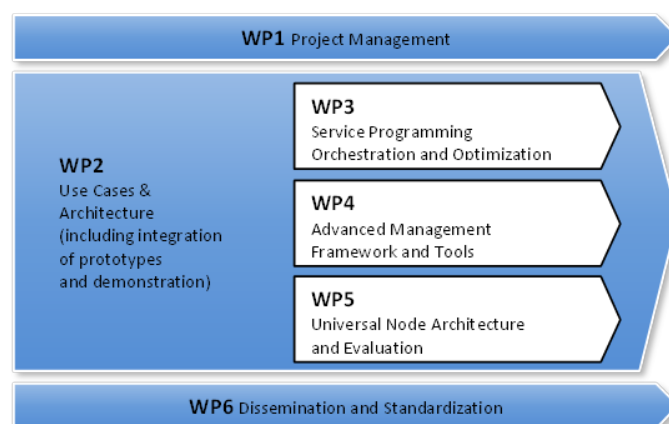 WP1 Project Management
WP2
Use Cases &
Architecture
(including integration
of prototypes
and demonstration)
WP3
Service Programming
Orchestration and Optimization
WP4
Advanced Management
Framework and Tools
WP5
Universal Node Architecture
and Evaluation
WP6 Dissemination and Standardization